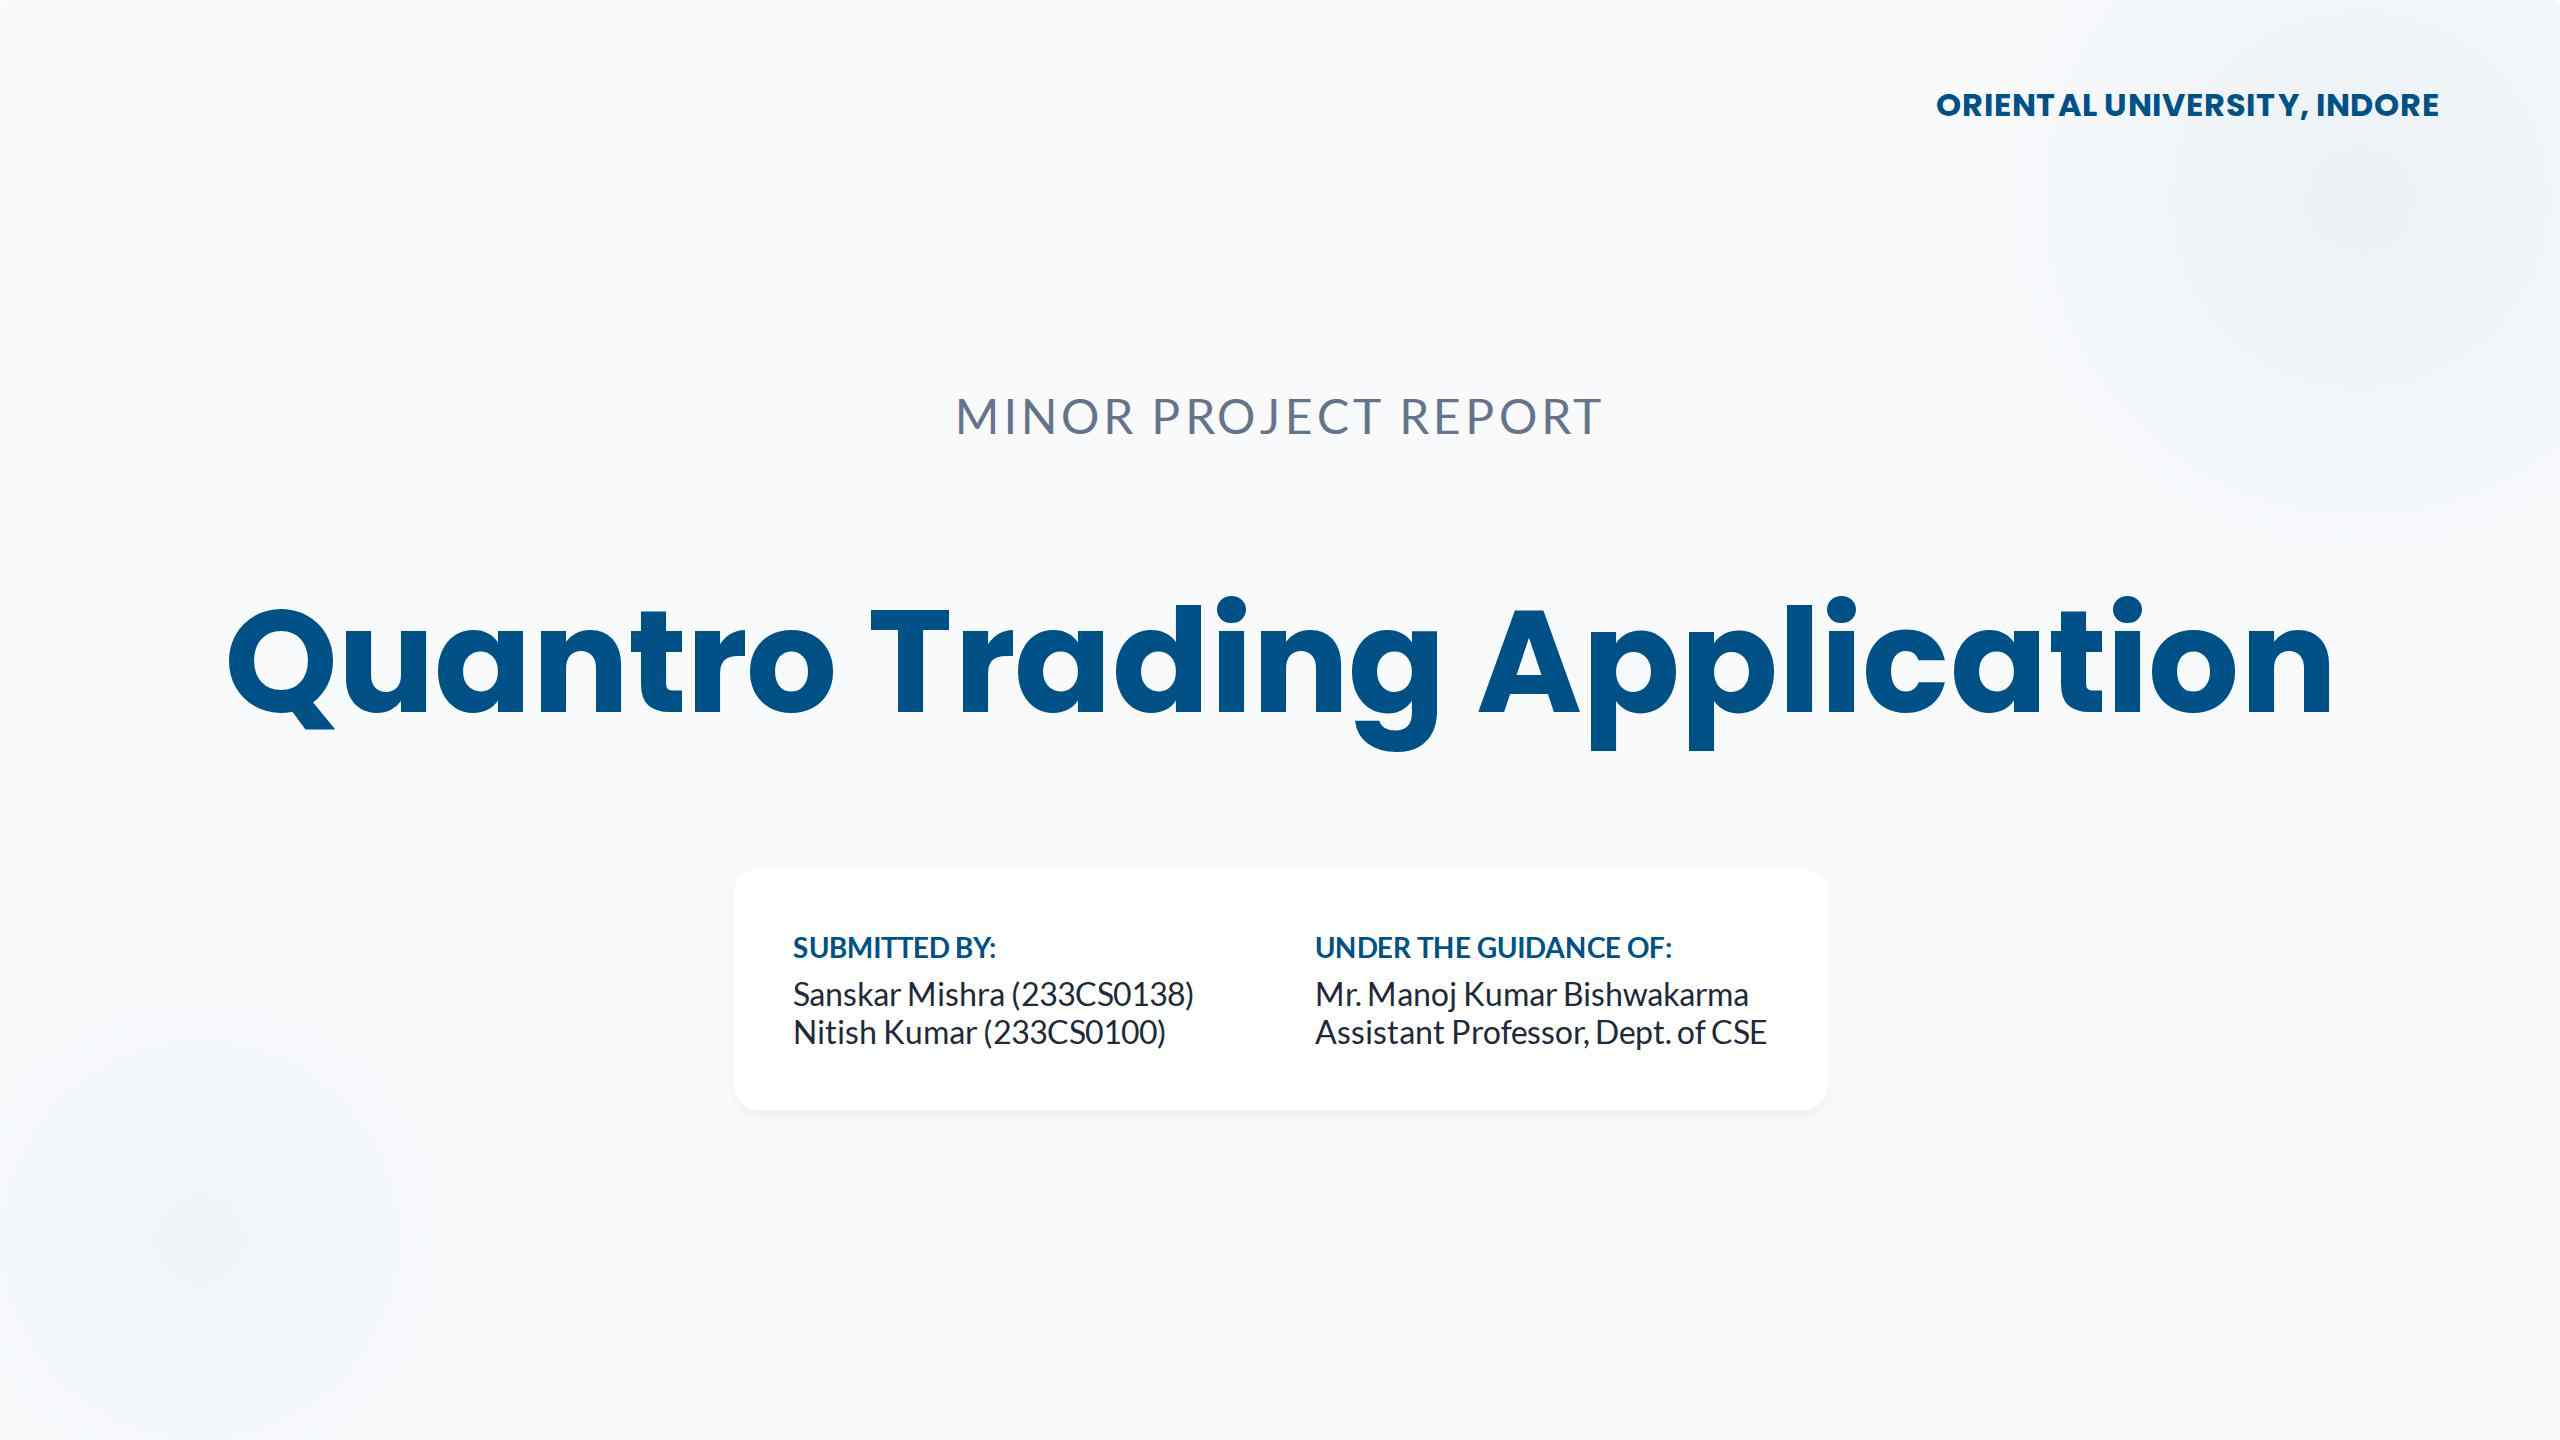 ORIENTAL UNIVERSITY, INDORE
MINOR PROJECT REPORT
Quantro Trading Application
SUBMITTED BY:
Sanskar Mishra (233CS0138)
Nitish Kumar (233CS0100)
UNDER THE GUIDANCE OF:
Mr. Manoj Kumar Bishwakarma
Assistant Professor, Dept. of CSE